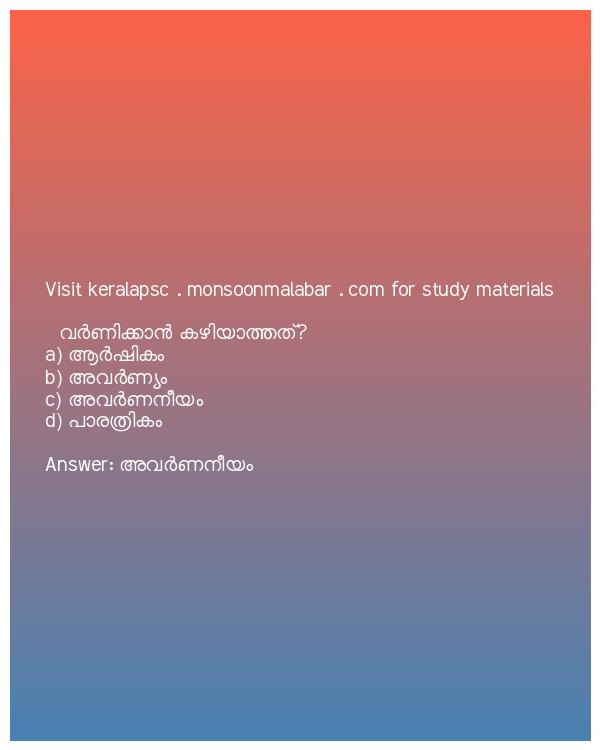 Visit keralapsc . monsoonmalabar . com for study materials
വർണിക്കാൻ കഴിയാത്തത്?
a) ആർഷികം
b) അവർണ്യം
c) അവർണനീയം
d) പാരത്രികം
Answer: അവർണനീയം